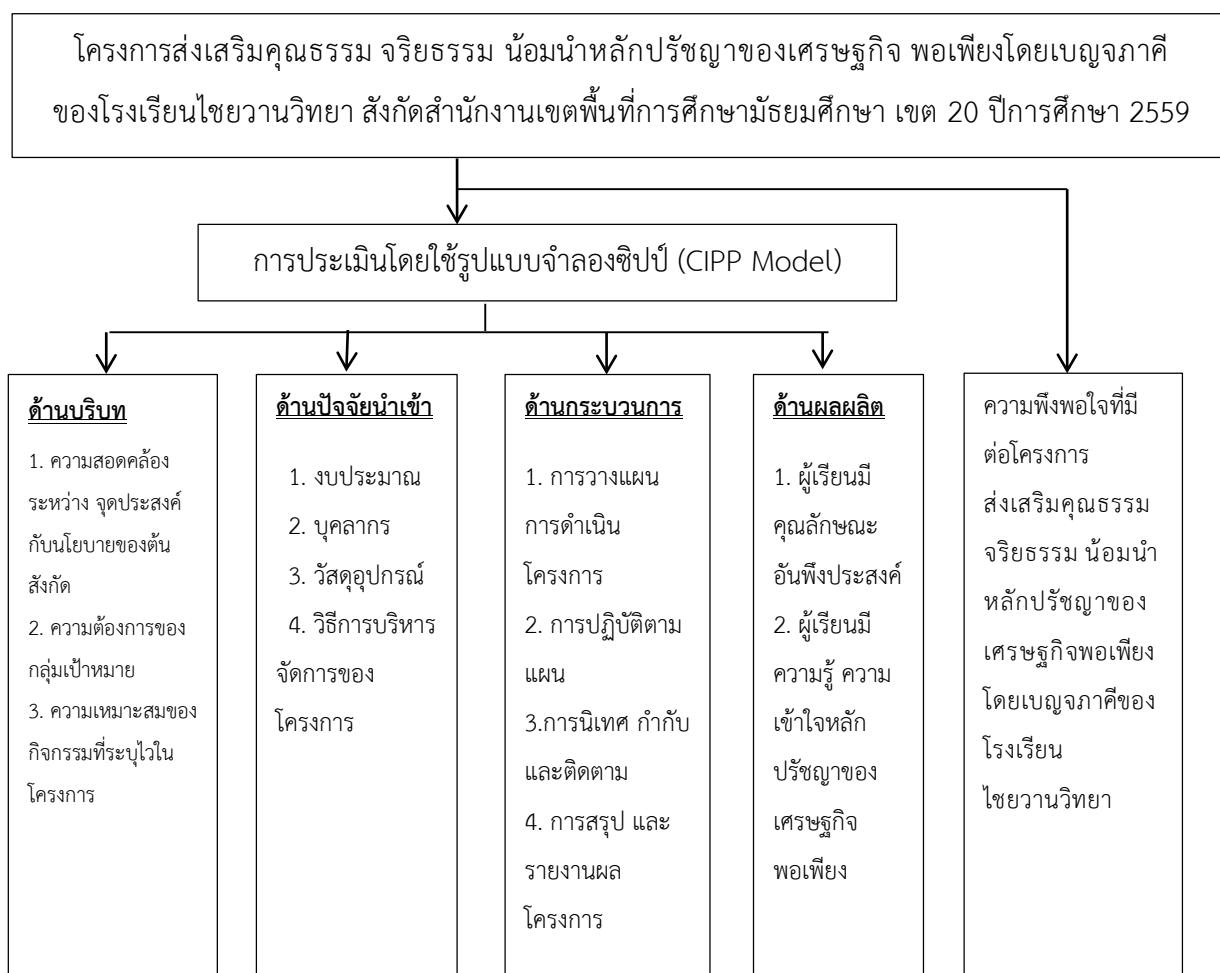 โครงการส่งเสริมคุณธรรม จริยธรรม น้อมนำหลักปรัชญาของเศรษฐกิจ พอเพียงโดยเบญจภาคี
ของโรงเรียนไชยวานวิทยา สังกัดสำนักงานเขตพื้นที่การศึกษามัธยมศึกษา เขต 20 ปีการศึกษา 2559
การประเมินโดยใช้รูปแบบจำลองซิปป์ (CIPP Model)
ด้านบริบท
1. ความสอดคล้อง
ระหว่าง จุดประสงค์
กับนโยบายของต้น
สังกัด
2. ความต้องการของ
กลุ่มเป้าหมาย
3. ความเหมาะสมของ
กิจกรรมที่ระบุไวใน
โครงการ
ด้านปัจจัยนำเข้า
1. งบประมาณ
2. บุคลากร
3. วัสดุอุปกรณ์
4. วิธีการบริหาร
จัดการของ
โครงการ
ด้านกระบวนการ
1. การวางแผน
การดำเนิน
โครงการ
2. การปฏิบัติตาม
แผน
3.การนิเทศ กำกับ
และติดตาม
4. การสรุป และ
รายงานผล
โครงการ
ด้านผลผลิต
1. ผู้เรียนมี
คุณลักษณะ
อันพึงประสงค์
2. ผู้เรียนมี
ความรู้ ความ
เข้าใจหลัก
ปรัชญาของ
เศรษฐกิจ
พอเพียง
ความพึงพอใจที่มี
ต่อโครงการ
ส่งเสริมคุณธรรม
จริยธรรม น้อมนำ
หลักปรัชญาของ
เศรษฐกิจพอเพียง
โดยเบญจภาคีของ
โรงเรียน
ไชยวานวิทยา